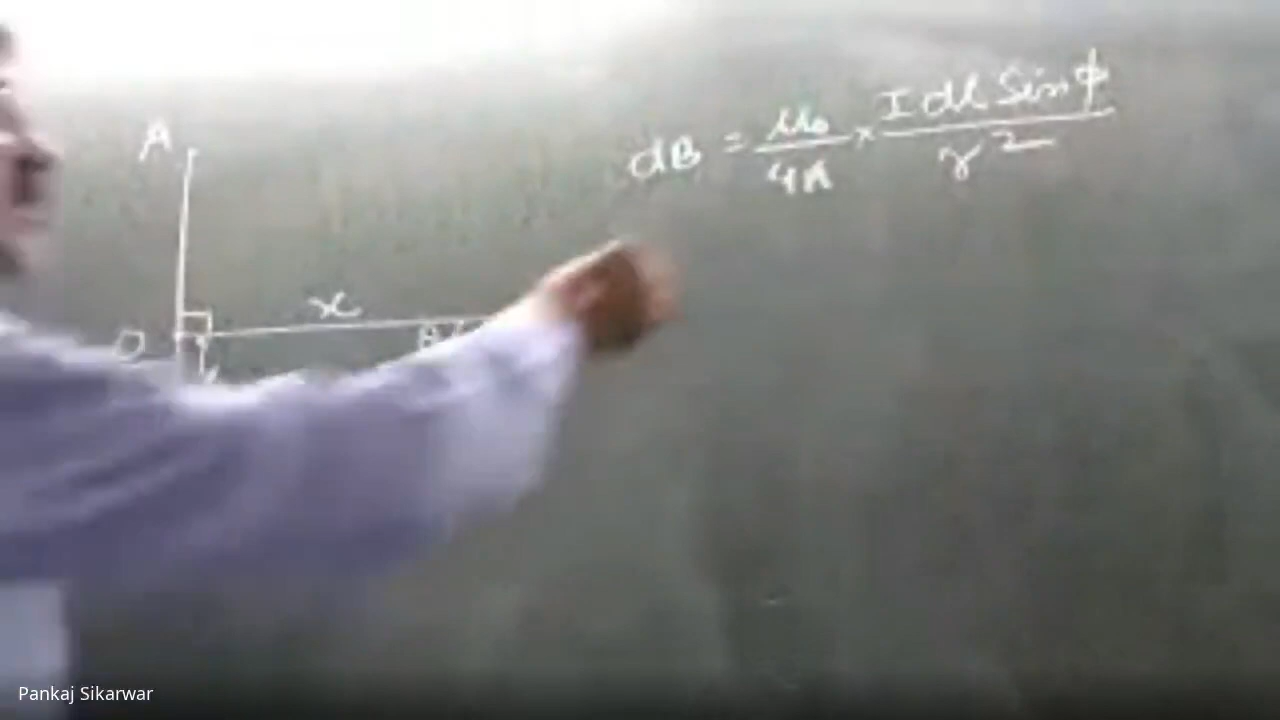 A
dB = μ₀/4π × I dl Sin ϕ/r²
x
O
Pankaj Sikarwar